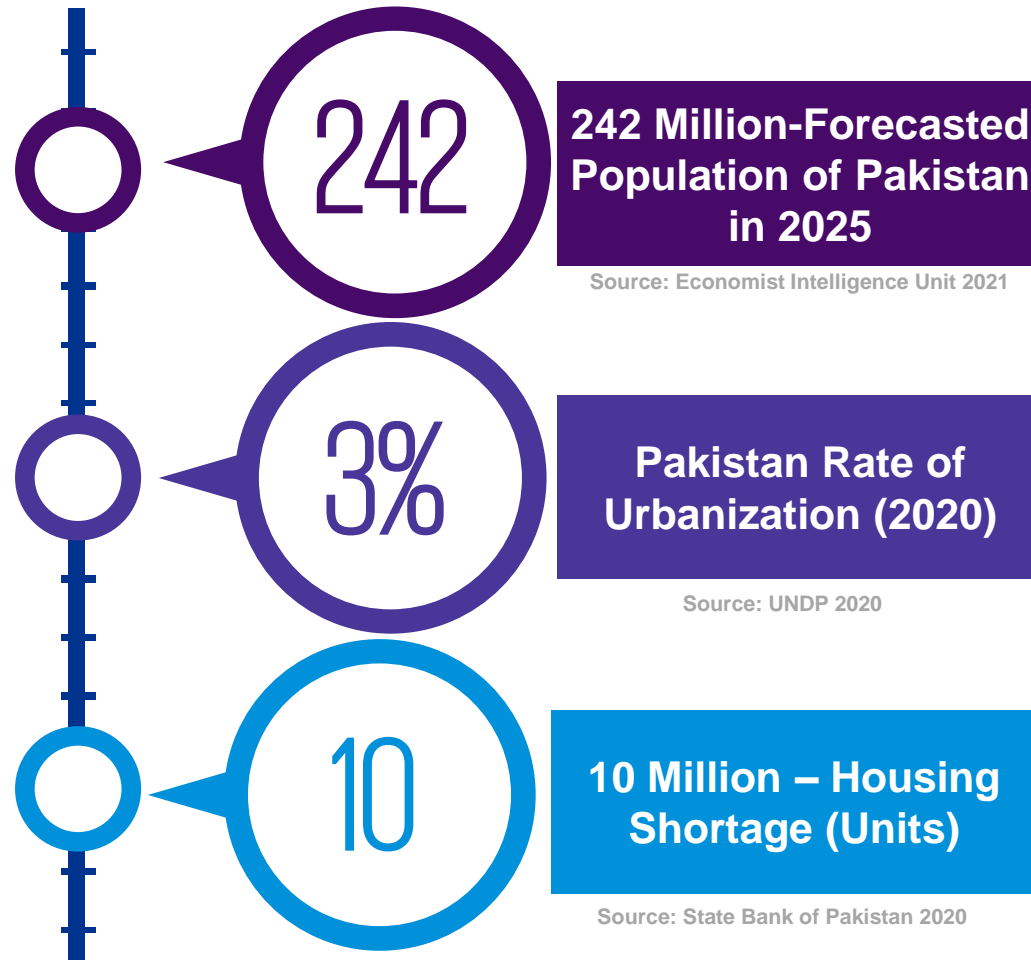 242
242 Million-Forecasted
Population of Pakistan
in 2025
Source: Economist Intelligence Unit 2021
3%
Pakistan Rate of
Urbanization (2020)
Source: UNDP 2020
10
10 Million – Housing
Shortage (Units)
Source: State Bank of Pakistan 2020